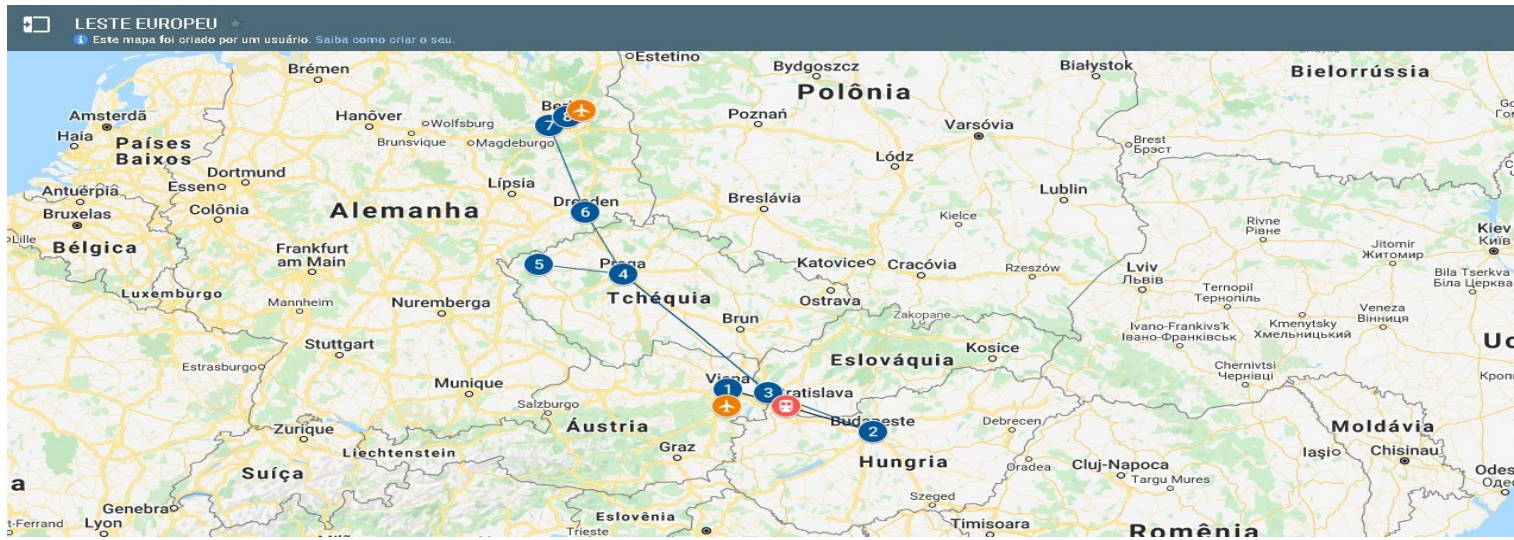 LESTE EUROPEU
Este mapa foi criado por um usuário. Saiba como criar o seu.
Estetino
Brémen
Bydgoszcz
Białystok
Bielorrússia
Polônia
Amsterdã
Hanôver
Wolfsburg
Poznań
Varsóvia
Haia
Países
Baixos
Brunsvique
Magdeburgo
7
8
Brest
Брэст
Dortmund
Essen
Łódz
Antuérpia
Lípsia
Breslávia
Lublin
Bruxelas
Colônia
Alemanha
6
Kielce
Rivne
Рівне
Kiev
Київ
Lille
Bélgica
Frankfurt
am Main
5
4
Katovice
Cracóvia
Rzeszów
Lviv
Львів
Jitomir
Житомир
Bila Tserkva
Біла Церква
Luxemburgo
Mannheim
Nuremberga
Tchéquia
Ostrava
Ternopil
Тернопіль
Brun
Zakopane
Veneza
Вінниця
Stuttgart
Ivano-Frankivs'k
Івано-Франківськ
Kmenytsky
Хмельницький
Estrasburgo
Eslováquia
Kosice
Chernivtsi
Чернівці
Munique
1
3
Salzburgo
Áustria
2
Debrecen
Moldávia
Zurique
Liechtenstein
Graz
Hungria
Oradea
Cluj-Napoca
Targu Mures
Iaşi
Chisinau
Suíça
Genebra
Szeged
Lyon
Eslovênia
Trieste
Timisoara
Romênia